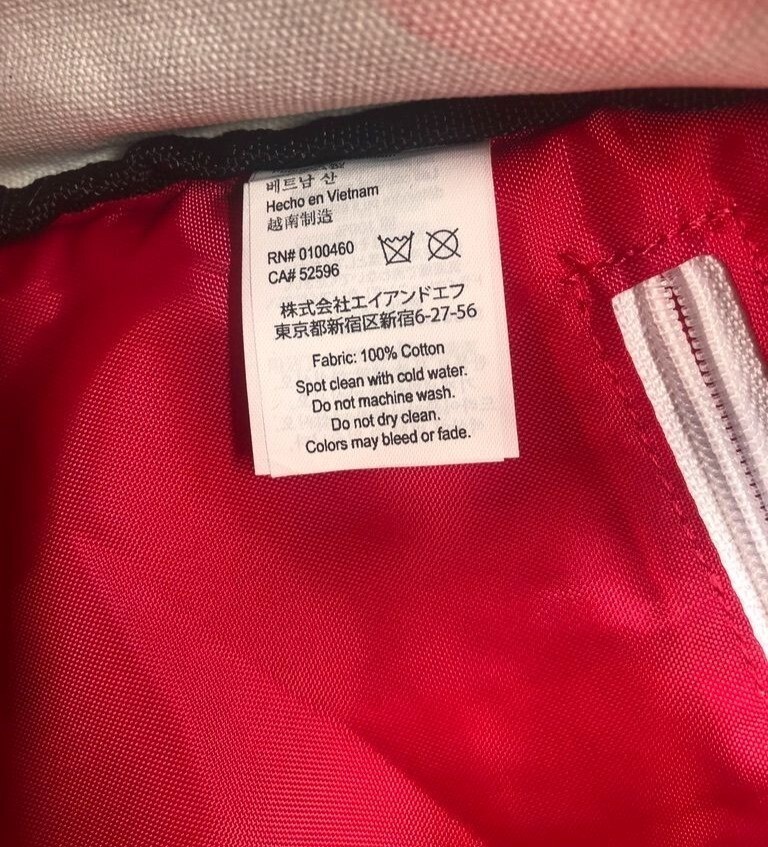 베트남 산
Hecho en Vietnam
越南制造
RN# 0100460
CA# 52596
株式会社エイアンドエフ
東京都新宿区新宿6-27-56
Fabric: 100% Cotton
Spot clean with cold water.
Do not machine wash.
Do not dry clean.
Colors may bleed or fade.